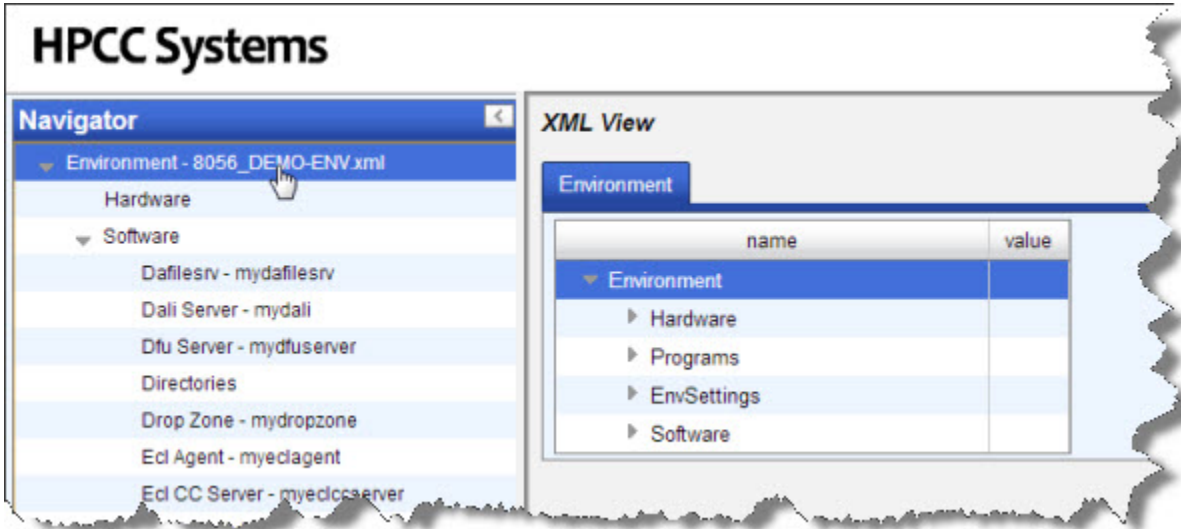 HPCC Systems
Navigator
Environment - 8056_DEMO-ENV.xml
Hardware
Software
Dafilesrv - mydafilesrv
Dali Server - mydali
Dfu Server - mydfuserver
Directories
Drop Zone - mydropzone
Ecl Agent - myeclagent
Ecl CC Server - myeclccserver
XML View
Environment
name value
Environment
Hardware
Programs
EnvSettings
Software